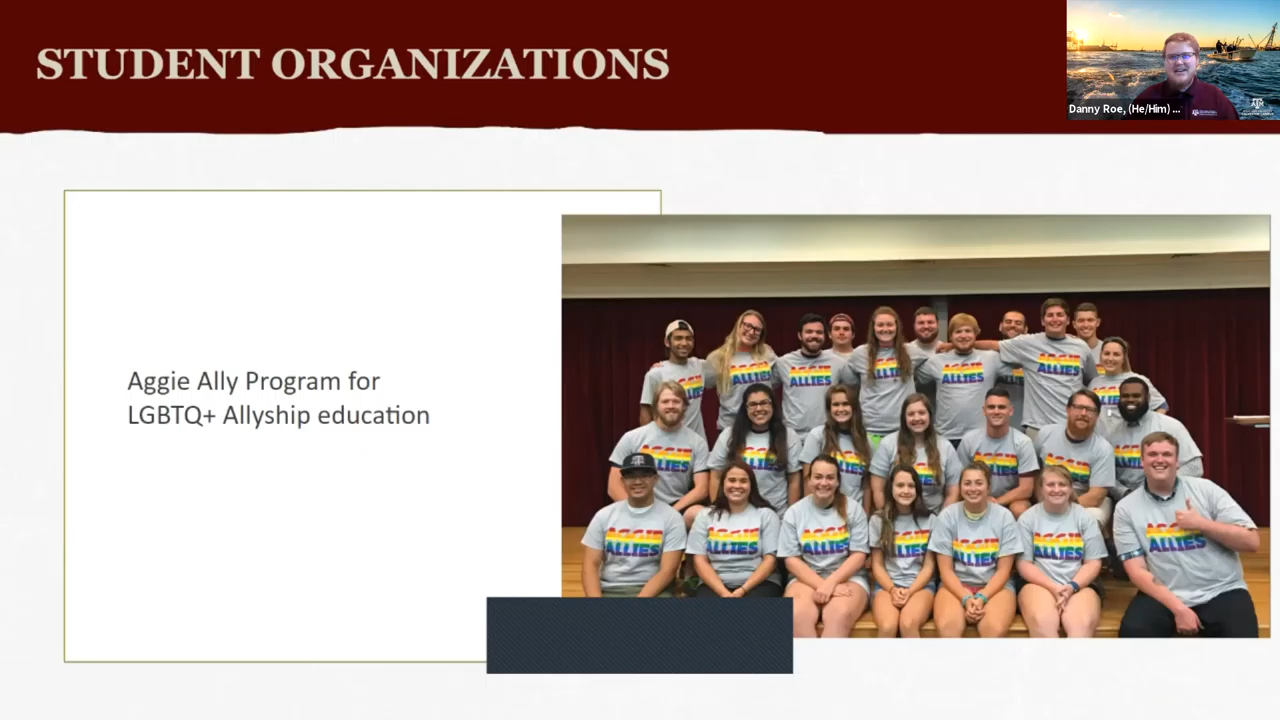 STUDENT ORGANIZATIONS
Danny Roe, (He/Him) ...
Aggie Ally Program for
LGBTQ+ Allyship education
AGGIE
ALLIES